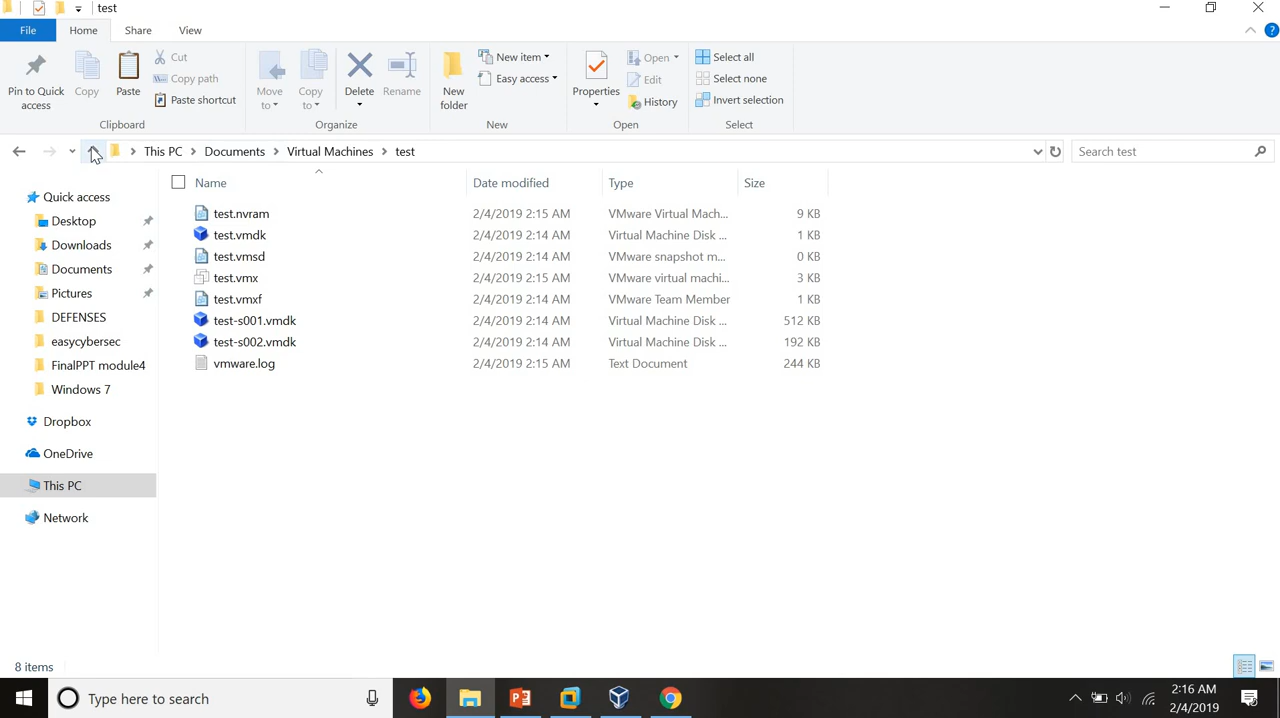 test
File Home Share View
Pin to Quick access
Copy
Paste
Cut
Copy path
Paste shortcut
Clipboard
Move to
Copy to
Delete
Rename
Organize
New folder
New item
Easy access
New
Properties
Open
Edit
History
Open
Select all
Select none
Invert selection
Select
This PC Documents Virtual Machines test
Search test
Quick access
Desktop
Downloads
Documents
Pictures
DEFENSES
easycybersec
FinalPPT module4
Windows 7
Dropbox
OneDrive
This PC
Network
Name Date modified Type Size
test.nvram 2/4/2019 2:15 AM VMware Virtual Mach... 9 KB
test.vmdk 2/4/2019 2:14 AM Virtual Machine Disk ... 1 KB
test.vmsd 2/4/2019 2:14 AM VMware snapshot m... 0 KB
test.vmx 2/4/2019 2:15 AM VMware virtual machi... 3 KB
test.vmxf 2/4/2019 2:14 AM VMware Team Member 1 KB
test-s001.vmdk 2/4/2019 2:14 AM Virtual Machine Disk ... 512 KB
test-s002.vmdk 2/4/2019 2:14 AM Virtual Machine Disk ... 192 KB
vmware.log 2/4/2019 2:15 AM Text Document 244 KB
8 items
Type here to search
2:16 AM
2/4/2019